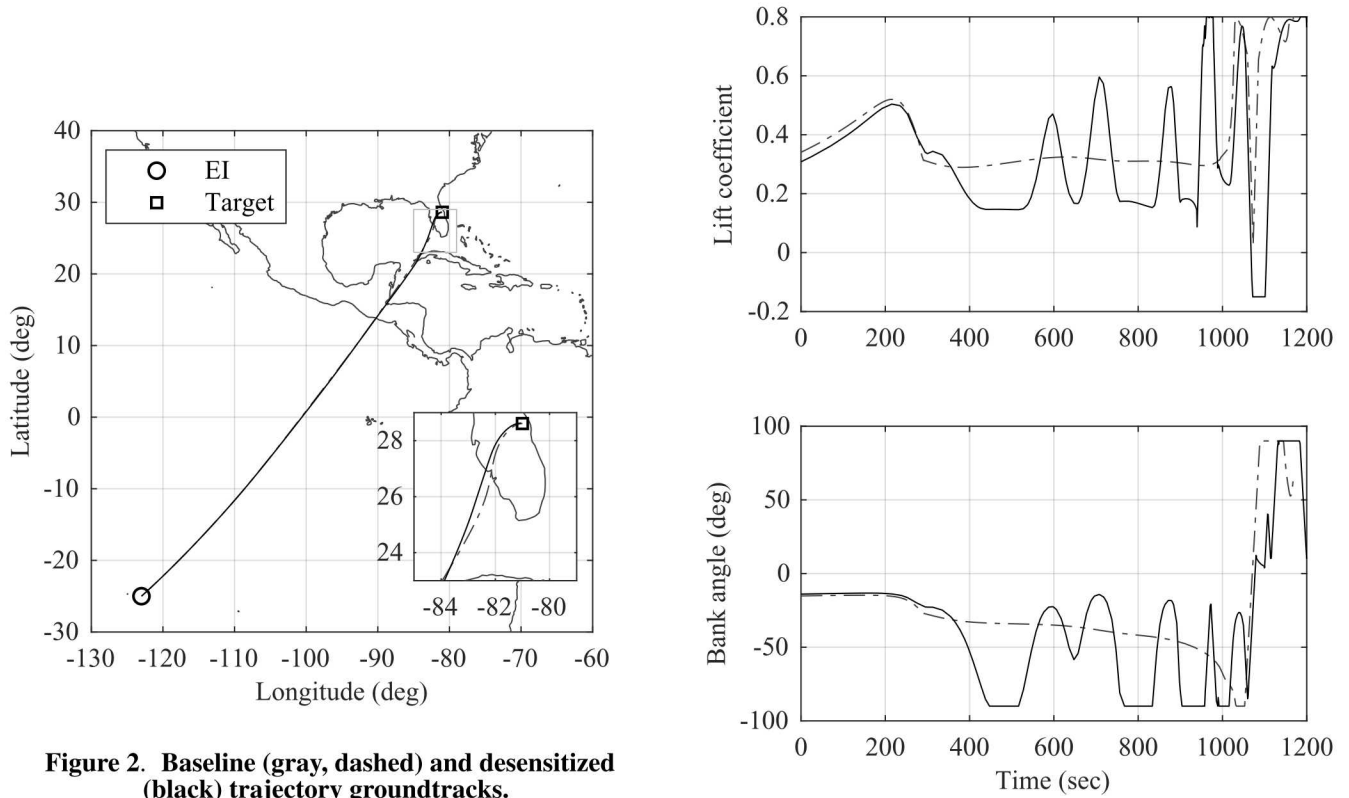 40
30
20
10
0
-10
-20
-30
Latitude (deg)
EI
Target
28
26
24
-84 -82 -80
-130 -120 -110 -100 -90 -80 -70 -60
Longitude (deg)
Figure 2. Baseline (gray, dashed) and desensitized
(black) trajectory groundtracks.
0.8
0.6
0.4
0.2
0
-0.2
Lift coefficient
0 200 400 600 800 1000 1200
100
50
0
-50
-100
Bank angle (deg)
0 200 400 600 800 1000 1200
Time (sec)